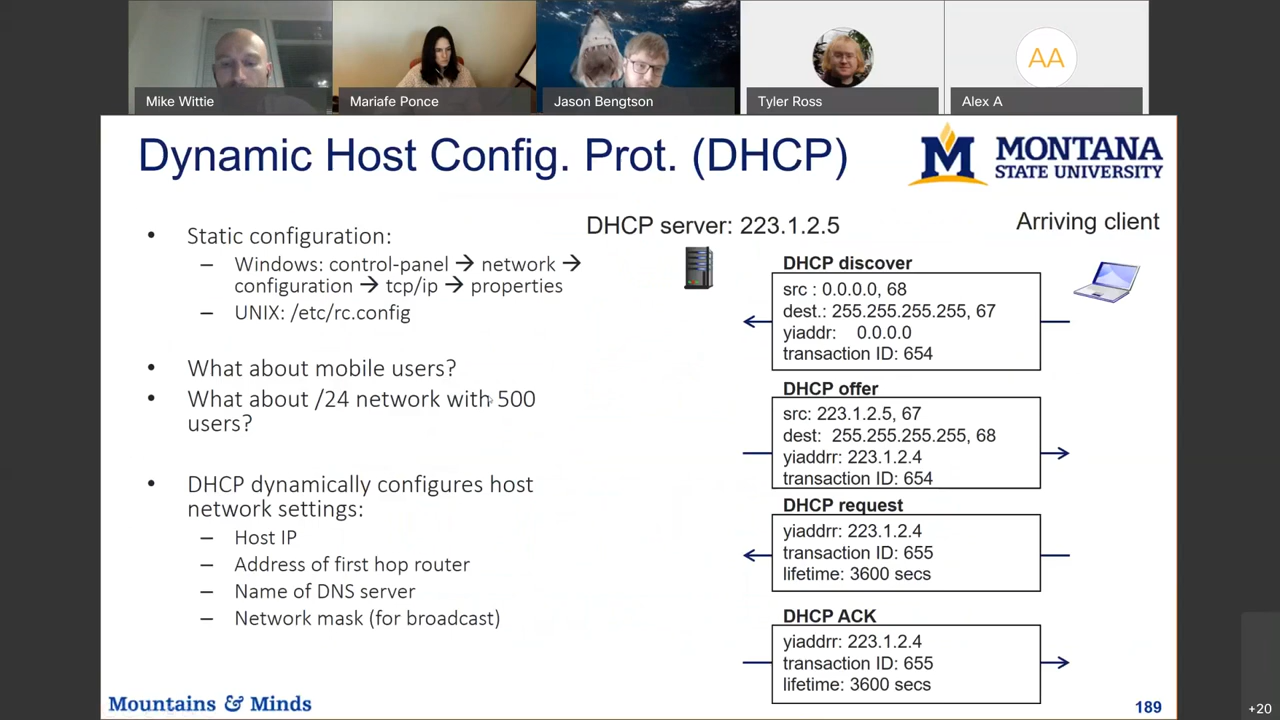 Mike Wittie
Mariafe Ponce
Jason Bengtson
Tyler Ross
AA
Alex A
Dynamic Host Config. Prot. (DHCP)
M MONTANA
STATE UNIVERSITY
• Static configuration:
– Windows: control-panel → network →
configuration → tcp/ip → properties
– UNIX: /etc/rc.config
• What about mobile users?
• What about /24 network with 500
users?
• DHCP dynamically configures host
network settings:
– Host IP
– Address of first hop router
– Name of DNS server
– Network mask (for broadcast)
DHCP server: 223.1.2.5
Arriving client
DHCP discover
src : 0.0.0.0, 68
dest.: 255.255.255.255, 67
yiaddr: 0.0.0.0
transaction ID: 654
DHCP offer
src: 223.1.2.5, 67
dest: 255.255.255.255, 68
yiaddrr: 223.1.2.4
transaction ID: 654
DHCP request
yiaddrr: 223.1.2.4
transaction ID: 655
lifetime: 3600 secs
DHCP ACK
yiaddrr: 223.1.2.4
transaction ID: 655
lifetime: 3600 secs
Mountains & Minds
189
+20